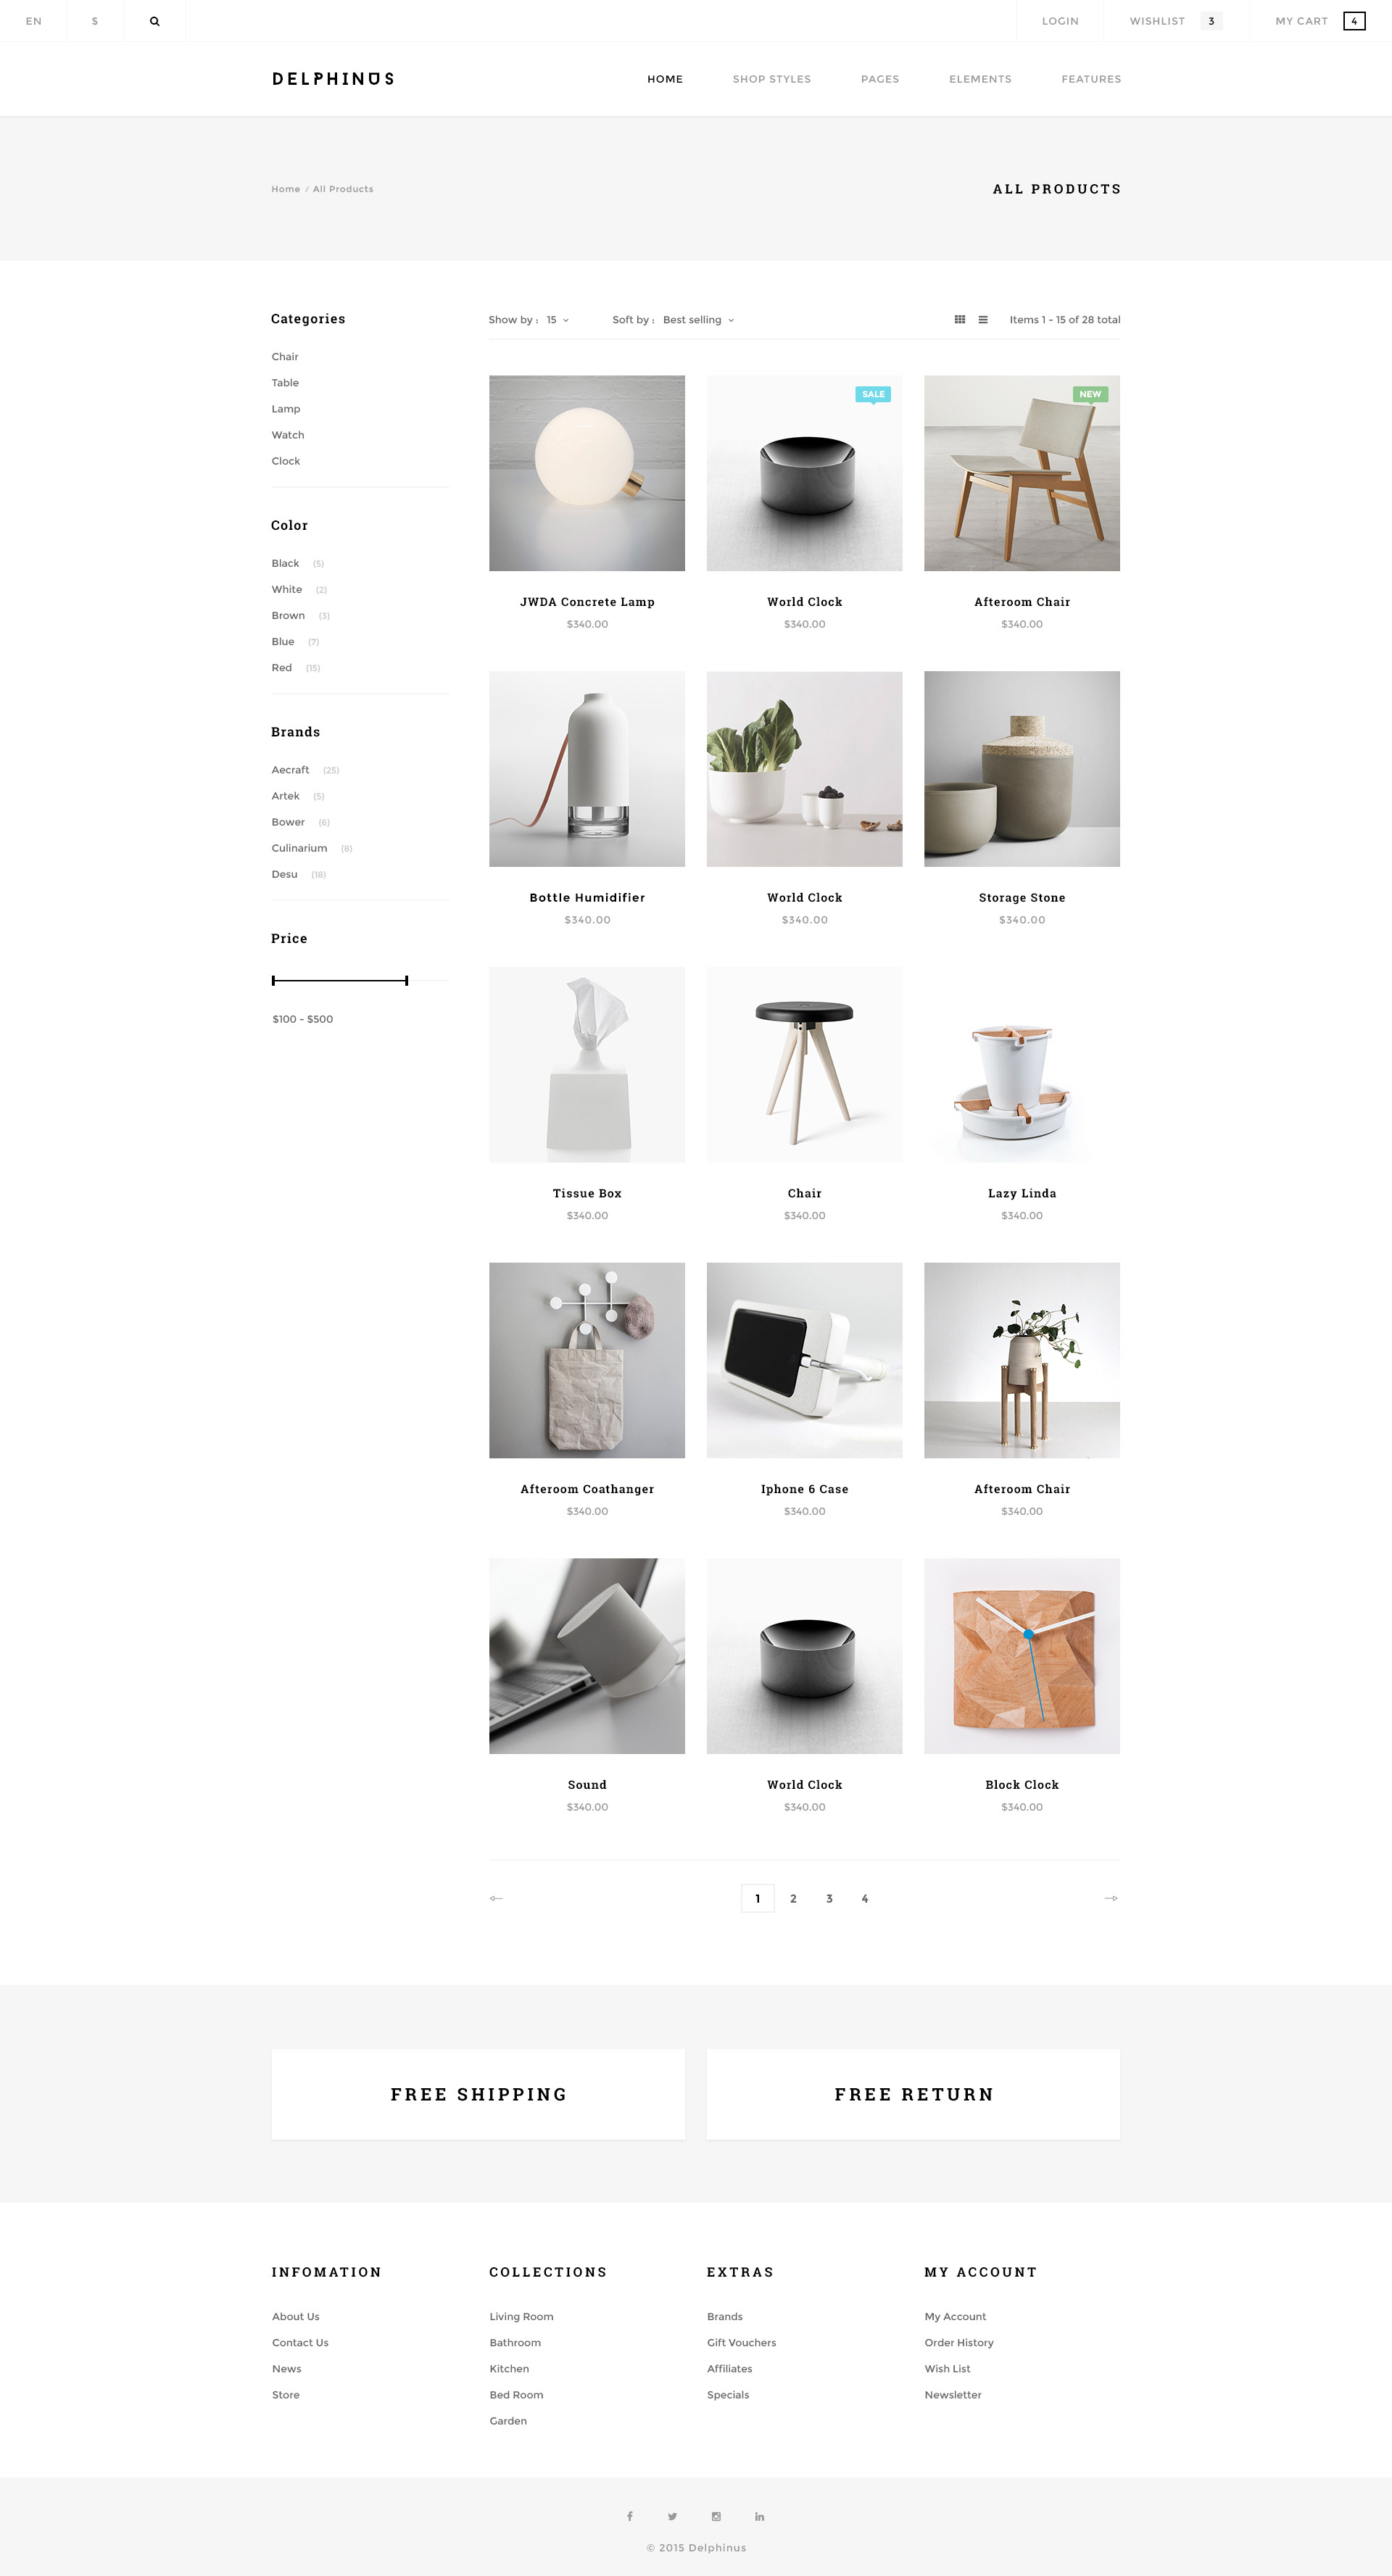 EN $ LOGIN WISHLIST 3 MY CART 4
DELPHINUS HOME SHOP STYLES PAGES ELEMENTS FEATURES
Home / All Products ALL PRODUCTS
Categories
Chair
Table
Lamp
Watch
Clock
Color
Black (5)
White (2)
Brown (3)
Blue (7)
Red (15)
Brands
Aecraft (25)
Artek (5)
Bower (6)
Culinarium (8)
Desu (18)
Price
$100 - $500
Show by : 15 Soft by : Best selling Items 1 - 15 of 28 total
SALE NEW
JWDA Concrete Lamp World Clock Afteroom Chair
$340.00 $340.00 $340.00
Bottle Humidifier World Clock Storage Stone
$340.00 $340.00 $340.00
Tissue Box Chair Lazy Linda
$340.00 $340.00 $340.00
Afteroom Coathanger Iphone 6 Case Afteroom Chair
$340.00 $340.00 $340.00
Sound World Clock Block Clock
$340.00 $340.00 $340.00
1 2 3 4
FREE SHIPPING FREE RETURN
INFOMATION
About Us
Contact Us
News
Store
COLLECTIONS
Living Room
Bathroom
Kitchen
Bed Room
Garden
EXTRAS
Brands
Gift Vouchers
Affiliates
Specials
MY ACCOUNT
My Account
Order History
Wish List
Newsletter
© 2015 Delphinus